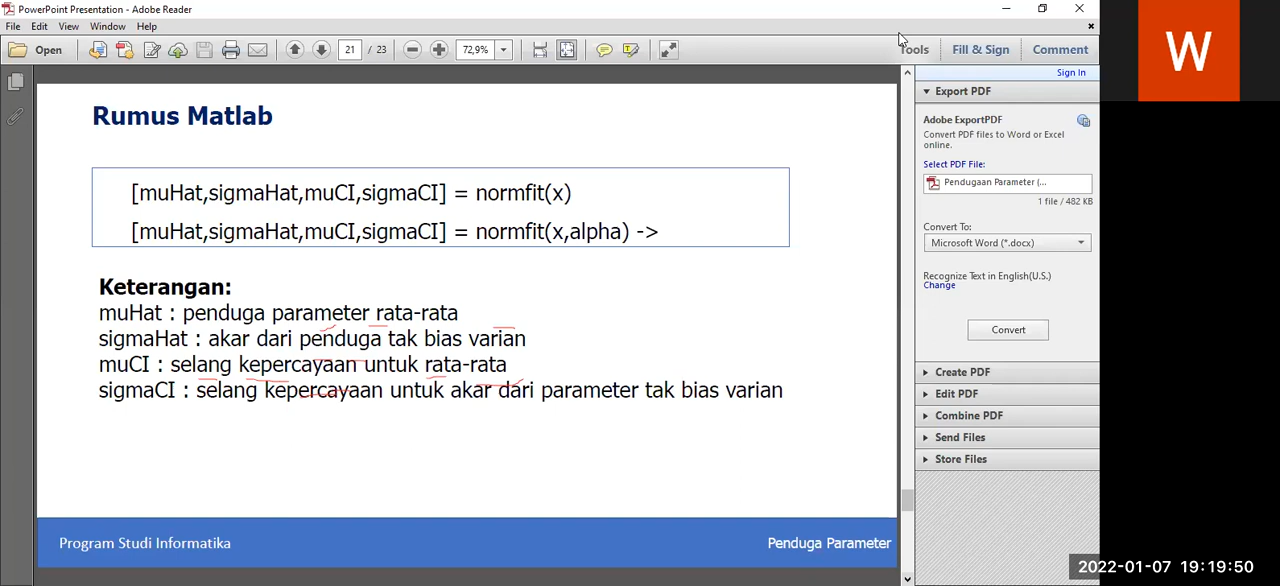 PowerPoint Presentation - Adobe Reader
File Edit View Window Help
Open 21 / 23 72,9% Tools Fill & Sign Comment
W
Sign In
Rumus Matlab
[muHat,sigmaHat,muCI,sigmaCI] = normfit(x)
[muHat,sigmaHat,muCI,sigmaCI] = normfit(x,alpha) ->
Keterangan:
muHat : penduga parameter rata-rata
sigmaHat : akar dari penduga tak bias varian
muCI : selang kepercayaan untuk rata-rata
sigmaCI : selang kepercayaan untuk akar dari parameter tak bias varian
Program Studi Informatika
Penduga Parameter
Export PDF
Adobe ExportPDF
Convert PDF files to Word or Excel
online.
Select PDF File:
Pendugaan Parameter (...
1 file / 482 KB
Convert To:
Microsoft Word (*.docx)
Recognize Text in English(U.S.)
Change
Convert
Create PDF
Edit PDF
Combine PDF
Send Files
Store Files
2022-01-07 19:19:50